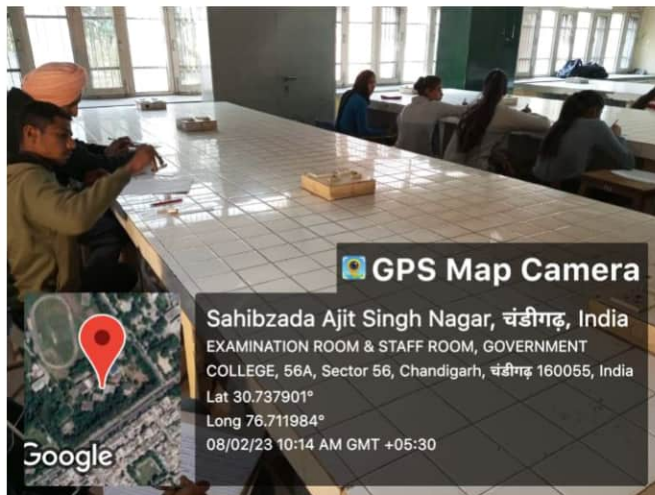 GPS Map Camera
Sahibzada Ajit Singh Nagar, चंडीगढ़, India
EXAMINATION ROOM & STAFF ROOM, GOVERNMENT
COLLEGE, 56A, Sector 56, Chandigarh, चंडीगढ़ 160055, India
Lat 30.737901°
Long 76.711984°
08/02/23 10:14 AM GMT +05:30
Google